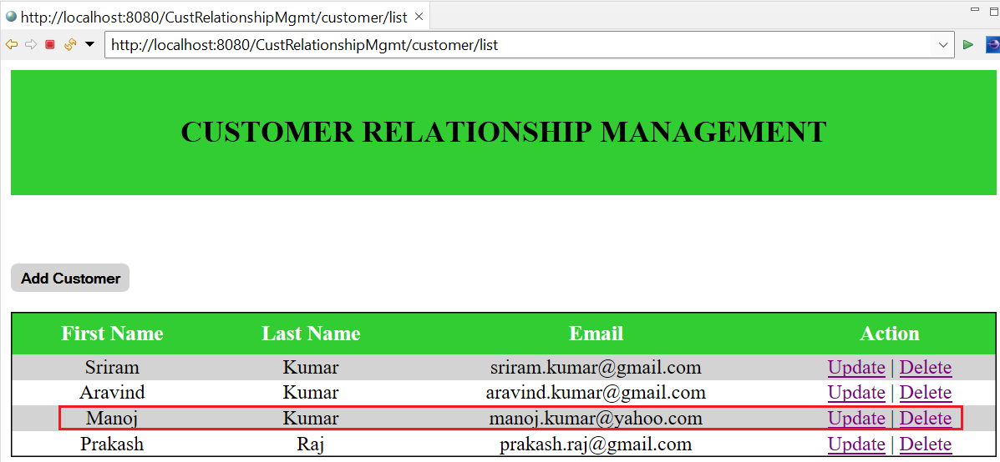 http://localhost:8080/CustRelationshipMgmt/customer/list
http://localhost:8080/CustRelationshipMgmt/customer/list
CUSTOMER RELATIONSHIP MANAGEMENT
Add Customer
First Name Last Name Email Action
Sriram Kumar sriram.kumar@gmail.com Update | Delete
Aravind Kumar aravind.kumar@gmail.com Update | Delete
Manoj Kumar manoj.kumar@yahoo.com Update | Delete
Prakash Raj prakash.raj@gmail.com Update | Delete